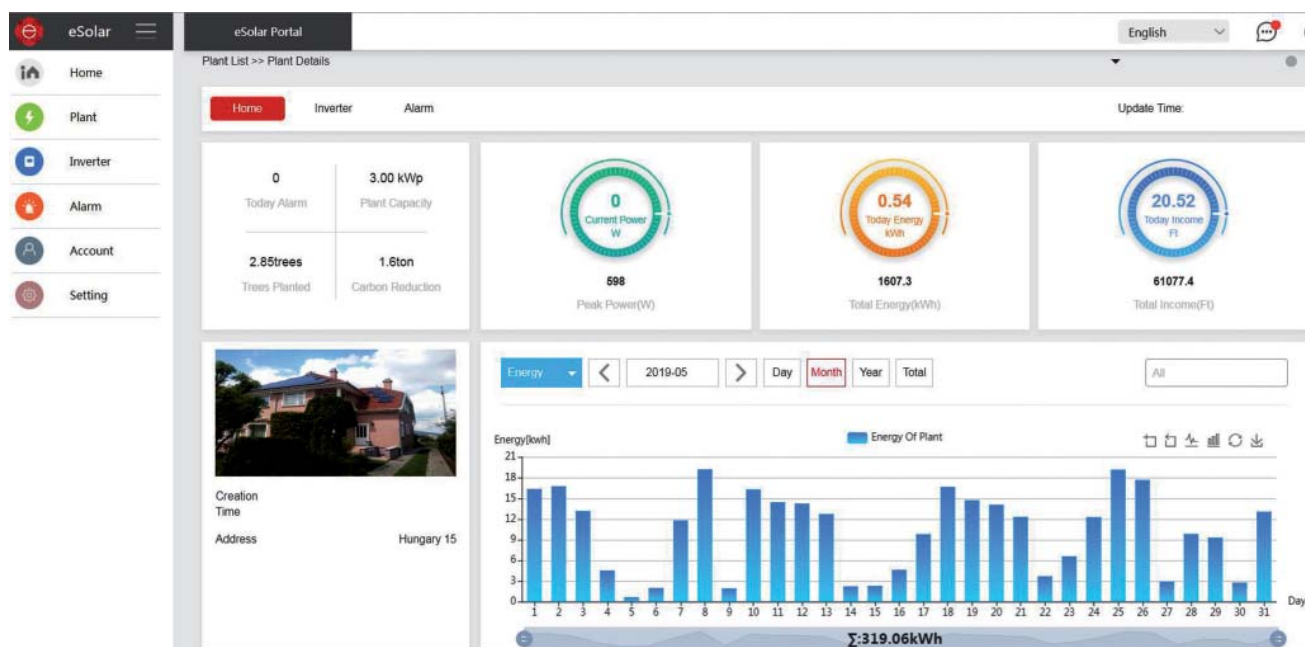 eSolar
eSolar Portal
English
Home
Plant
Inverter
Alarm
Account
Setting
Plant List >> Plant Details
Home Inverter Alarm
Update Time:
0
Today Alarm
3.00 kWp
Plant Capacity
2.85trees
Trees Planted
1.6ton
Carbon Reduction
0
Current Power
W
598
Peak Power(W)
0.54
Today Energy
kWh
1607.3
Total Energy(kWh)
20.52
Today Income
Ft
61077.4
Total Income(Ft)
Creation
Time
Address Hungary 15
Energy 2019-05 Day Month Year Total All
Energy[kwh]
Energy Of Plant
21
18
15
12
9
6
3
0
1 2 3 4 5 6 7 8 9 10 11 12 13 14 15 16 17 18 19 20 21 22 23 24 25 26 27 28 29 30 31
Day
Σ:319.06kWh